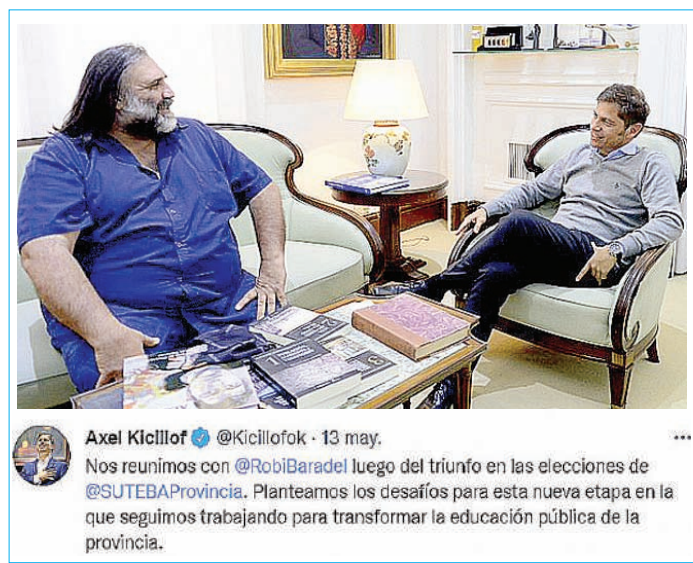 Axel Kicillof @Kicillofok · 13 may.
Nos reunimos con @RobiBaradel luego del triunfo en las elecciones de
@SUTEBAProvincia. Planteamos los desafíos para esta nueva etapa en la
que seguimos trabajando para transformar la educación pública de la
provincia.